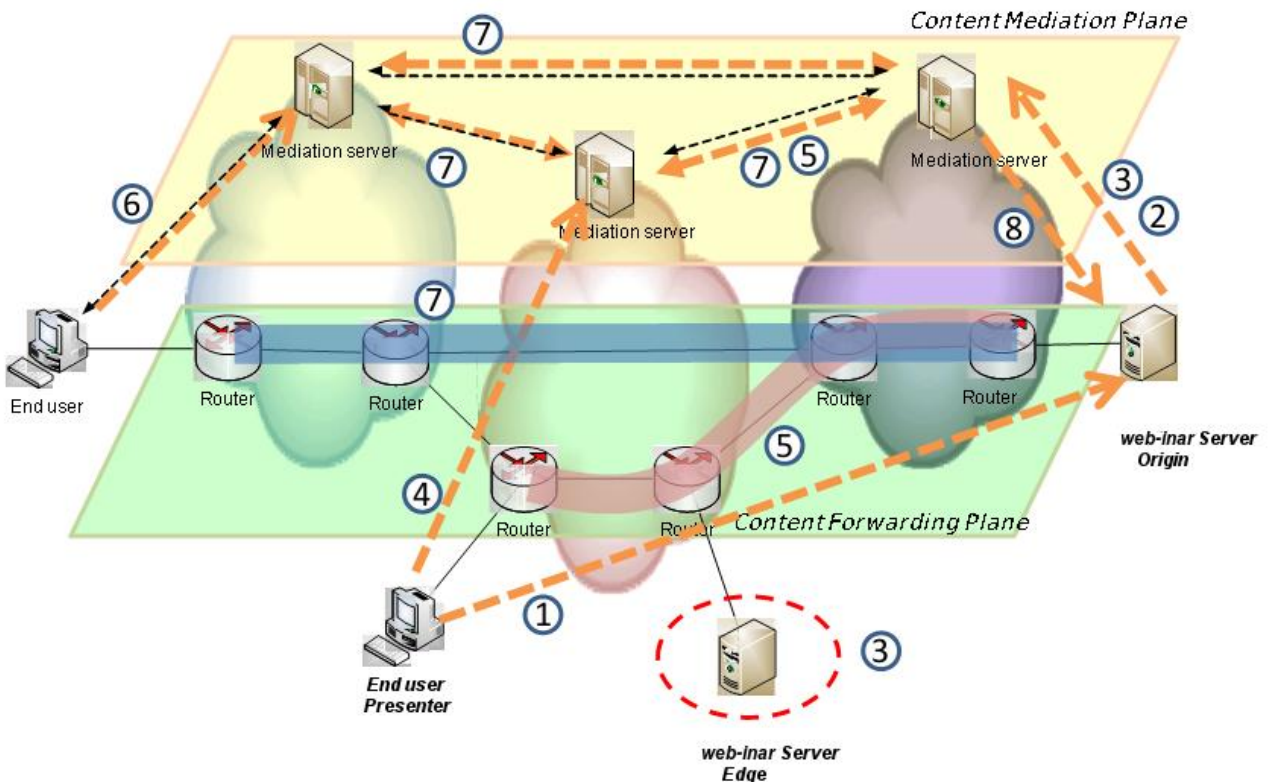 Content Mediation Plane
7
Mediation server
Mediation server
Mediation server
7
7
5
6
3
2
8
7
End user
Router
Router
Router
Router
web-inar Server
Origin
4
5
Router
Router
Content Forwarding Plane
1
3
End user
Presenter
web-inar Server
Edge